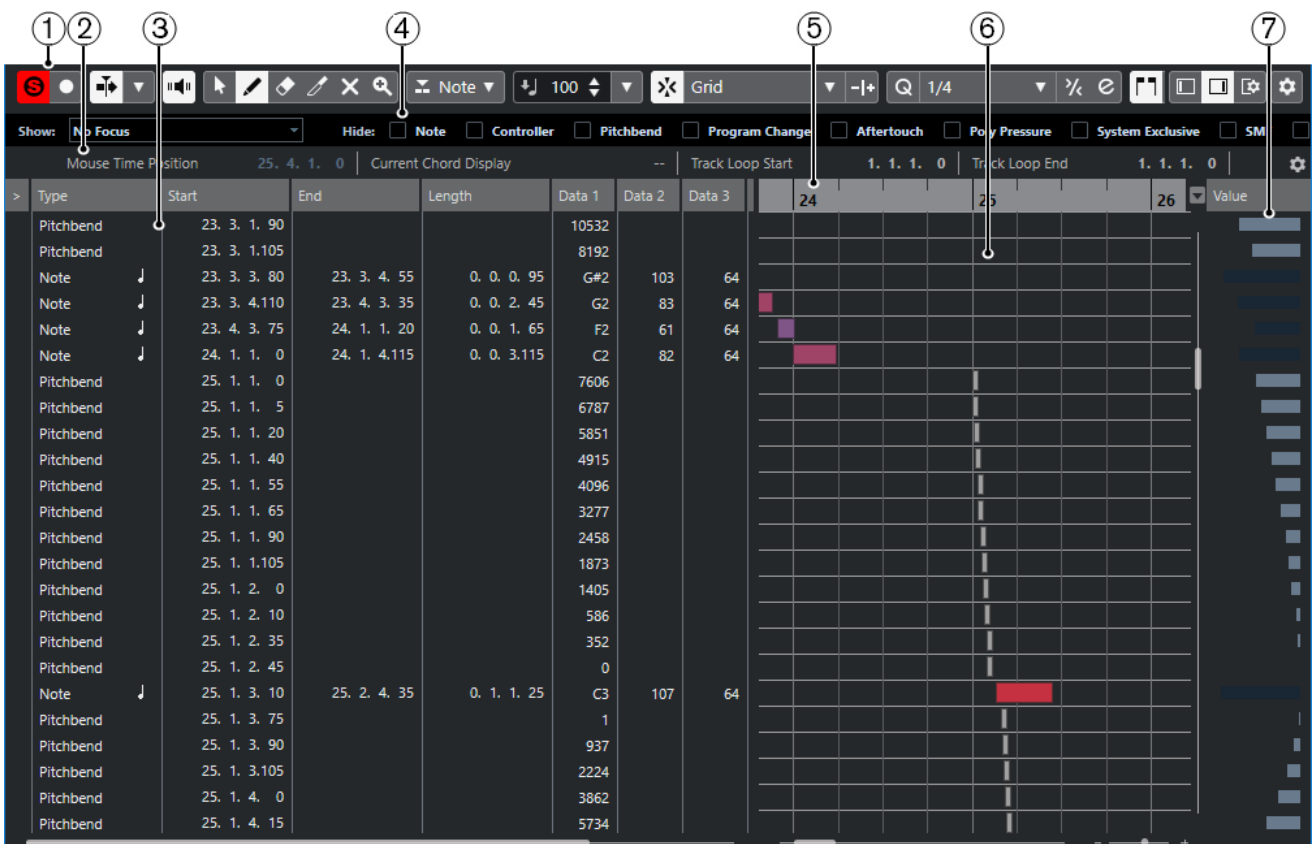 1 2 3 4 5 6 7
S Note 100 Grid Q 1/4 e
Show: No Focus Hide: Note Controller Pitchbend Program Change Aftertouch Poly Pressure System Exclusive SM
Mouse Time Position 25. 4. 1. 0 Current Chord Display -- Track Loop Start 1. 1. 1. 0 Track Loop End 1. 1. 1. 0
> Type Start End Length Data 1 Data 2 Data 3 24 25 26 Value
Pitchbend 23. 3. 1. 90 10532
Pitchbend 23. 3. 1.105 8192
Note 23. 3. 3. 80 23. 3. 4. 55 0. 0. 0. 95 G#2 103 64
Note 23. 3. 4.110 23. 4. 3. 35 0. 0. 2. 45 G2 83 64
Note 23. 4. 3. 75 24. 1. 1. 20 0. 0. 1. 65 F2 61 64
Note 24. 1. 1. 0 24. 1. 4.115 0. 0. 3.115 C2 82 64
Pitchbend 25. 1. 1. 0 7606
Pitchbend 25. 1. 1. 5 6787
Pitchbend 25. 1. 1. 20 5851
Pitchbend 25. 1. 1. 40 4915
Pitchbend 25. 1. 1. 55 4096
Pitchbend 25. 1. 1. 65 3277
Pitchbend 25. 1. 1. 90 2458
Pitchbend 25. 1. 1.105 1873
Pitchbend 25. 1. 2. 0 1405
Pitchbend 25. 1. 2. 10 586
Pitchbend 25. 1. 2. 35 352
Pitchbend 25. 1. 2. 45 0
Note 25. 1. 3. 10 25. 2. 4. 35 0. 1. 1. 25 C3 107 64
Pitchbend 25. 1. 3. 75 1
Pitchbend 25. 1. 3. 90 937
Pitchbend 25. 1. 3.105 2224
Pitchbend 25. 1. 4. 0 3862
Pitchbend 25. 1. 4. 15 5734